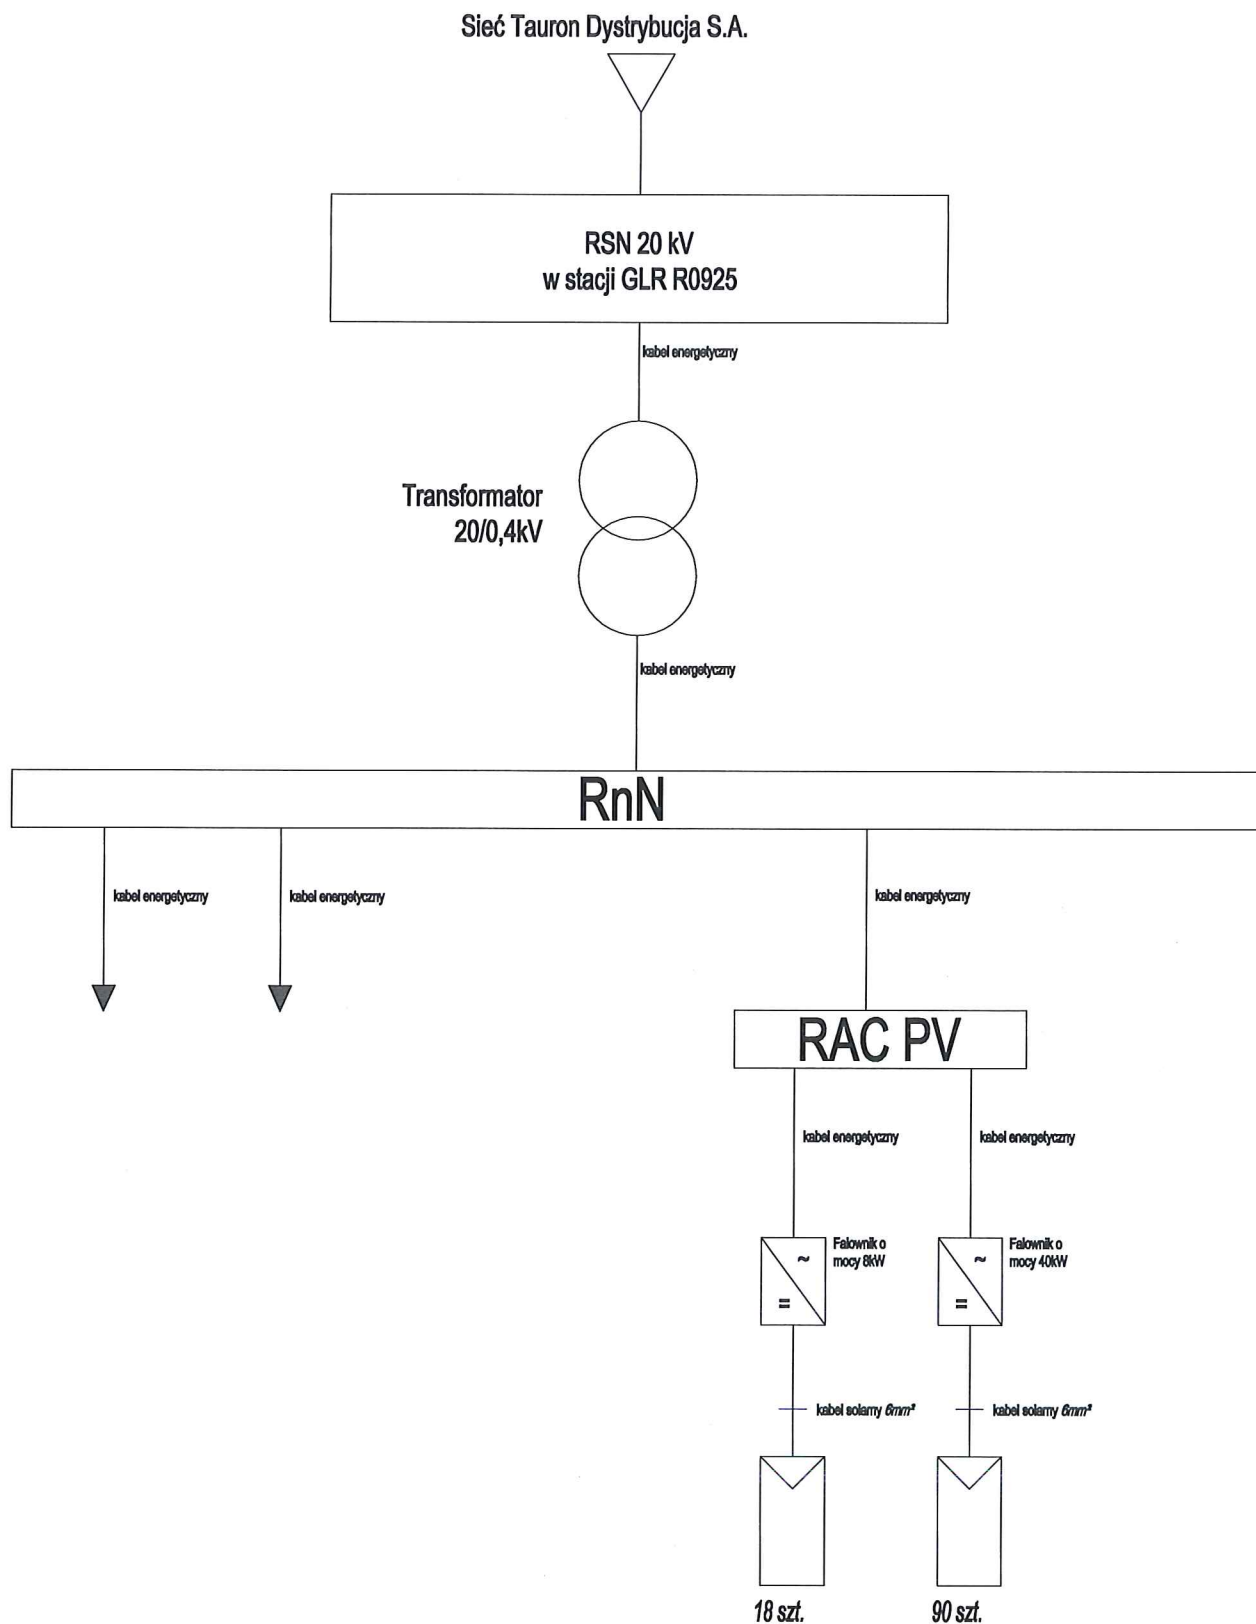 Sieć Tauron Dystrybucja S.A.
RSN 20 kV
w stacji GLR R0925
kabel energetyczny
Transformator
20/0,4kV
kabel energetyczny
RnN
kabel energetyczny
kabel energetyczny
kabel energetyczny
RAC PV
kabel energetyczny
kabel energetyczny
~
=
Falownik o
mocy 8kW
~
=
Falownik o
mocy 40kW
kabel solarny 6mm²
kabel solarny 6mm²
18 szt.
90 szt.